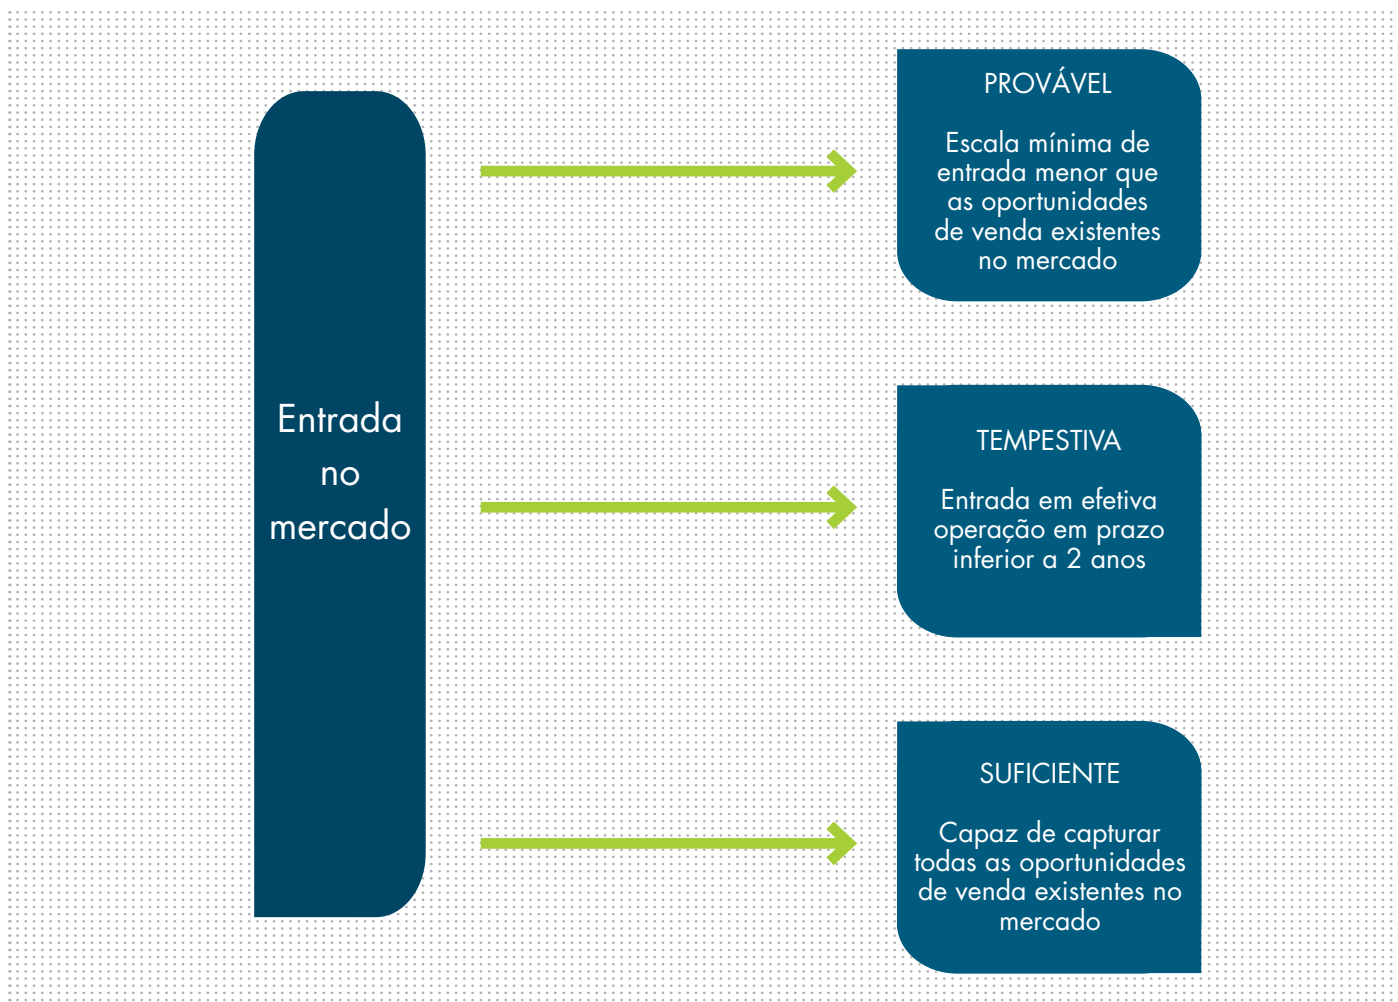 Entrada
no
mercado
PROVÁVEL
Escala mínima de
entrada menor que
as oportunidades
de venda existentes
no mercado
TEMPESTIVA
Entrada em efetiva
operação em prazo
inferior a 2 anos
SUFICIENTE
Capaz de capturar
todas as oportunidades
de venda existentes no
mercado